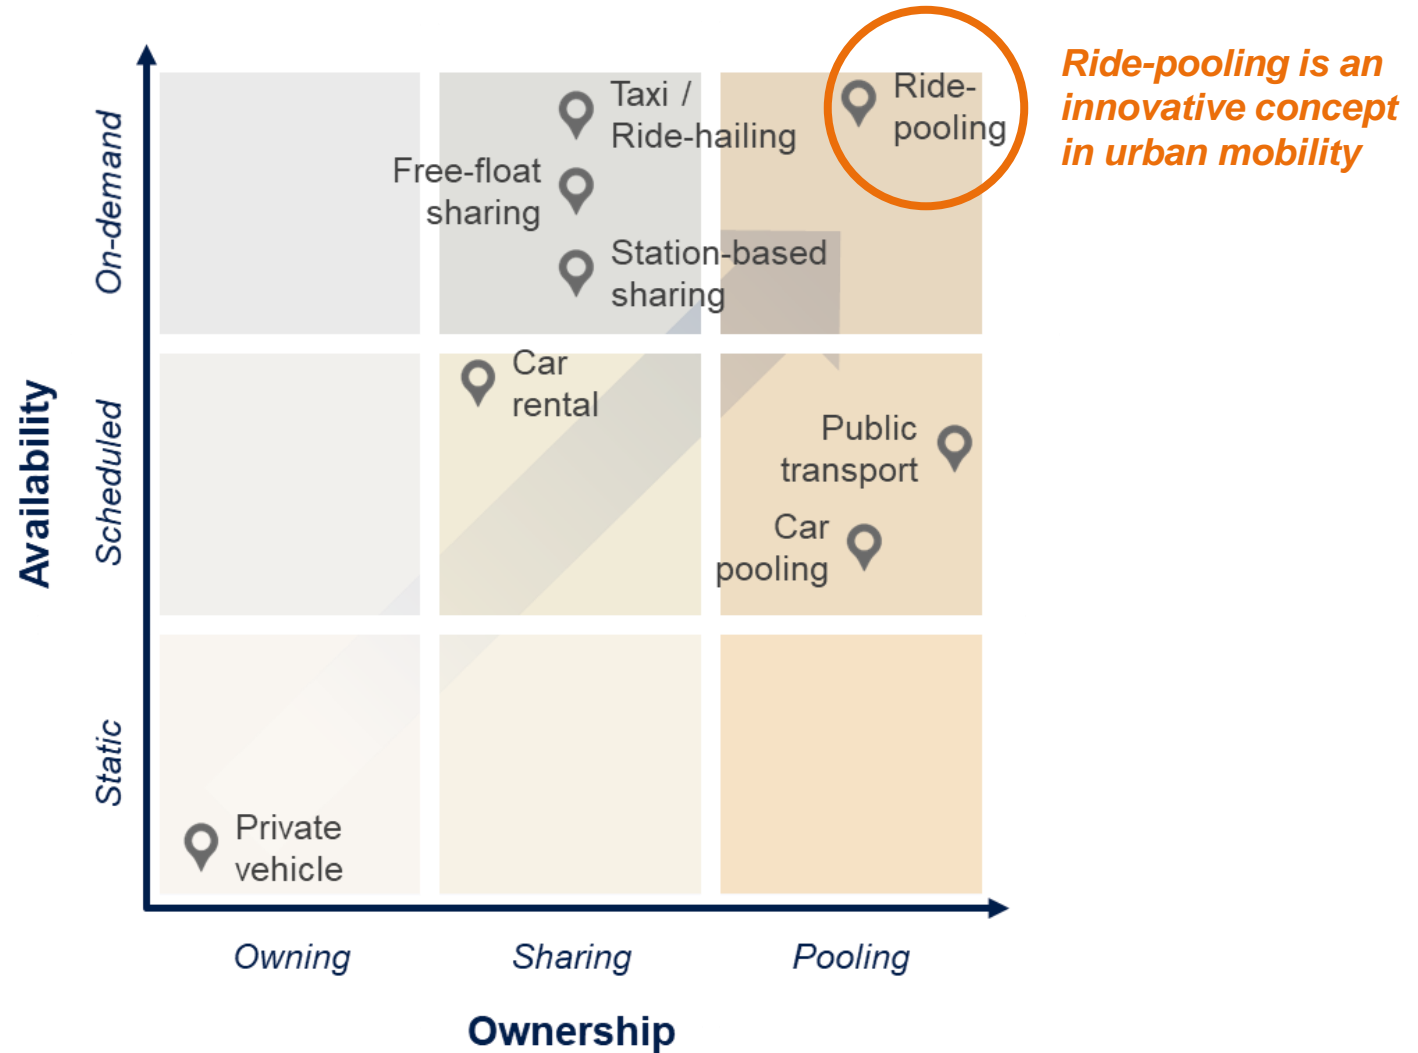 Ride-pooling is an
innovative concept
in urban mobility
Taxi /
Ride-hailing
Ride-
pooling
Free-float
sharing
Station-based
sharing
Car
rental
Public
transport
Car
pooling
Private
vehicle
Availability
On-demand
Scheduled
Static
Owning
Sharing
Pooling
Ownership